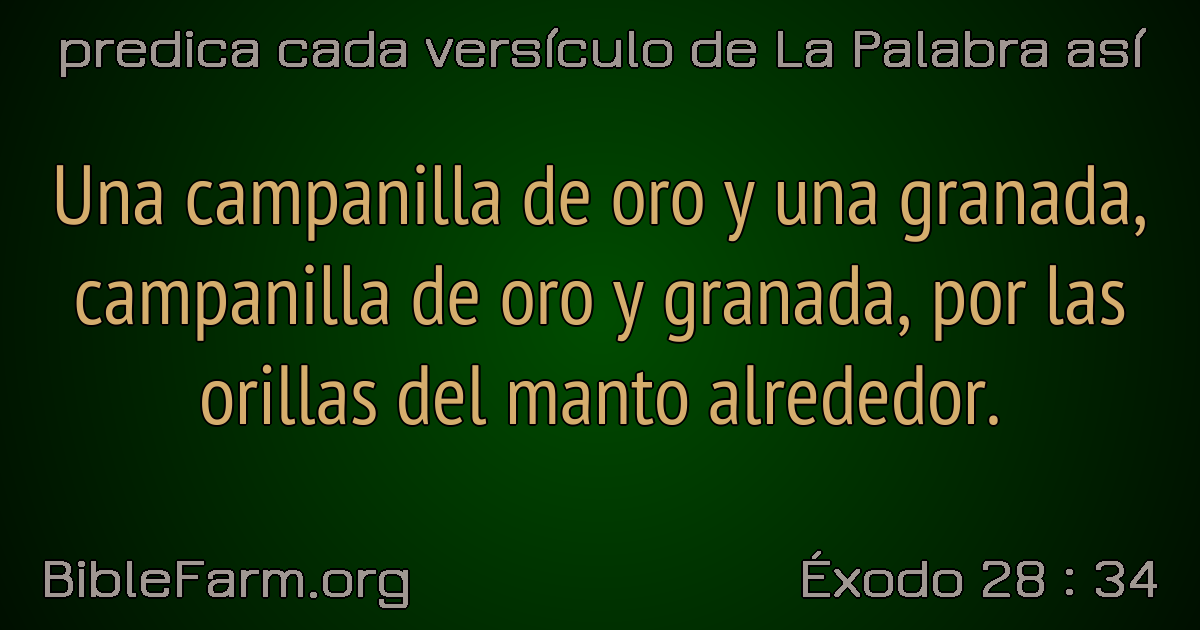 predica cada versículo de La Palabra así
Una campanilla de oro y una granada,
campanilla de oro y granada, por las
orillas del manto alrededor.
BibleFarm.org
Éxodo 28 : 34